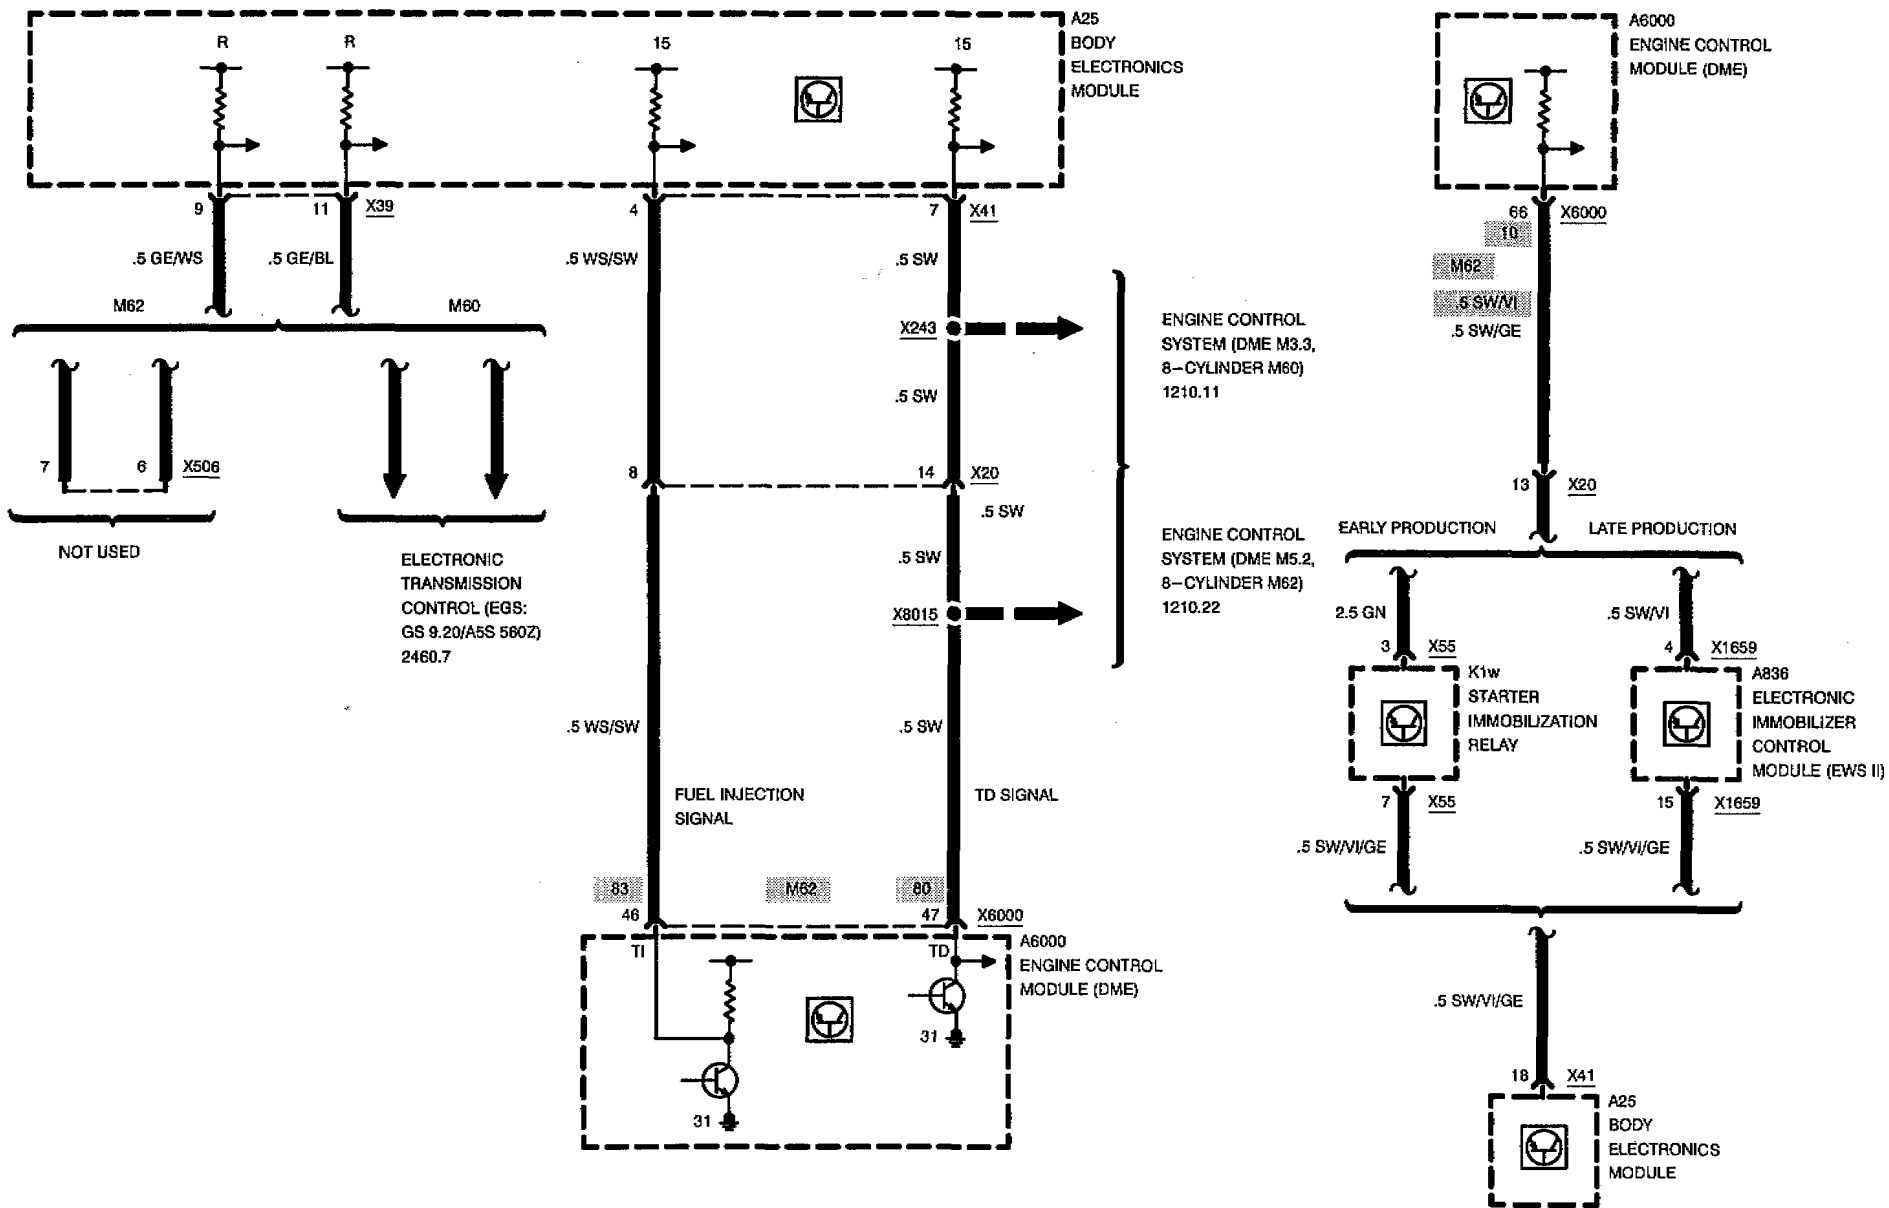 A25
BODY
ELECTRONICS
MODULE
R
R
15
15
9
11
X39
4
7
X41
.5 GE/WS
.5 GE/BL
.5 WS/SW
.5 SW
M62
M60
X243
.5 SW
7
6
X506
NOT USED
ELECTRONIC
TRANSMISSION
CONTROL (EGS:
GS 9.20/A5S 560Z)
2460.7
8
14
X20
.5 SW
.5 SW
X8015
ENGINE CONTROL
SYSTEM (DME M3.3,
8-CYLINDER M60)
1210.11
ENGINE CONTROL
SYSTEM (DME M5.2,
8-CYLINDER M62)
1210.22
.5 WS/SW
.5 SW
FUEL INJECTION
SIGNAL
TD SIGNAL
83
M62
80
46
47
X6000
TI
TD
A6000
ENGINE CONTROL
MODULE (DME)
31
31
A6000
ENGINE CONTROL
MODULE (DME)
66
X6000
10
M62
.5 SW/VI
.5 SW/GE
13
X20
EARLY PRODUCTION
LATE PRODUCTION
2.5 GN
.5 SW/VI
3
X55
4
X1659
K1w
STARTER
IMMOBILIZATION
RELAY
A836
ELECTRONIC
IMMOBILIZER
CONTROL
MODULE (EWS II)
7
X55
15
X1659
.5 SW/VI/GE
.5 SW/VI/GE
.5 SW/VI/GE
18
X41
A25
BODY
ELECTRONICS
MODULE